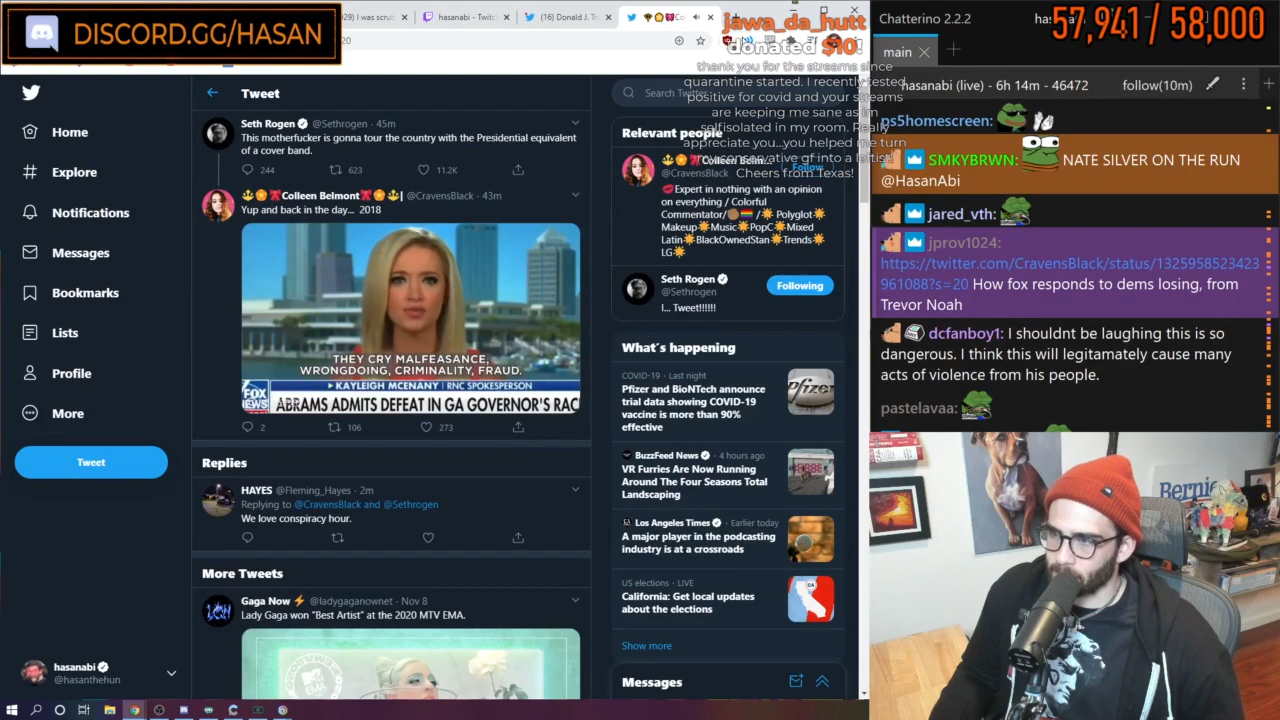 DISCORD.GG/HASAN
hasanabi - Twitch
(16) Donald J. Tr
jawa_da_hutt
donated $10!
thank you for the streams since
quarantine started. I recently tested
positive for covid and your streams
are keeping me sane as im
selfisolated in my room. Really
appreciate you...you helped me turn
my conservative gf into a leftist!
Cheers from Texas!
Home
Explore
Notifications
Messages
Bookmarks
Lists
Profile
More
Tweet
hasanabi
@hasanthehun
Tweet
Seth Rogen @Sethrogen · 45m
This motherfucker is gonna tour the country with the Presidential equivalent
of a cover band.
244 623 11.2K
Colleen Belmont | @CravensBlack · 43m
Yup and back in the day... 2018
THEY CRY MALFEASANCE,
WRONGDOING, CRIMINALITY, FRAUD.
FOX
NEWS
KAYLEIGH MCENANY | RNC SPOKESPERSON
ABRAMS ADMITS DEFEAT IN GA GOVERNOR'S RAC
2 106 273
Replies
HAYES @Fleming_Hayes · 2m
Replying to @CravensBlack and @Sethrogen
We love conspiracy hour.
More Tweets
Gaga Now @ladygaganownet · Nov 8
Lady Gaga won "Best Artist" at the 2020 MTV EMA.
Search Twitter
Relevant people
Colleen Belm...
@CravensBlack
Follow
Expert in nothing with an opinion
on everything / Colorful
Commentator/ / Polyglot
Makeup Music PopC Mixed
Latin BlackOwnedStan Trends
LG
Seth Rogen
@Sethrogen
Following
I... Tweet!!!!!!
What's happening
COVID-19 · Last night
Pfizer and BioNTech announce
trial data showing COVID-19
vaccine is more than 90%
effective
Pfizer
BuzzFeed News · 4 hours ago
VR Furries Are Now Running
Around The Four Seasons Total
Landscaping
Los Angeles Times · Earlier today
A major player in the podcasting
industry is at a crossroads
US elections · LIVE
California: Get local updates
about the elections
Show more
Messages
Chatterino 2.2.2
57,941 / 58,000
main
hasanabi (live) - 6h 14m - 46472
follow(10m)
ps5homescreen:
SMKYBRWN: NATE SILVER ON THE RUN
@HasanAbi
jared_vth:
jprov1024:
https://twitter.com/CravensBlack/status/1325958523423
961088?s=20 How fox responds to dems losing, from
Trevor Noah
dcfanboy1: I shouldnt be laughing this is so
dangerous. I think this will legitamately cause many
acts of violence from his people.
pastelavaa:
Bernie